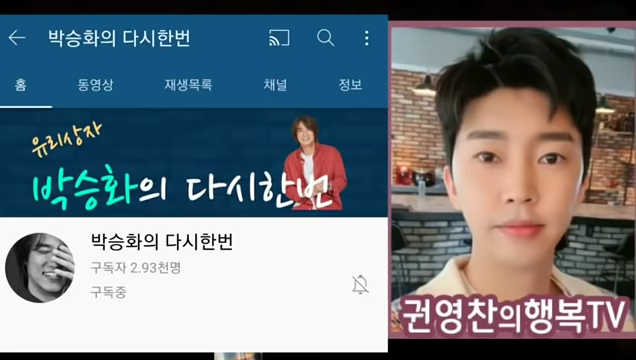 박승화의 다시한번
홈 동영상 재생목록 채널 정보
유리상자
박승화의 다시한번
박승화의 다시한번
구독자 2.93천명
구독중
권영찬의행복TV